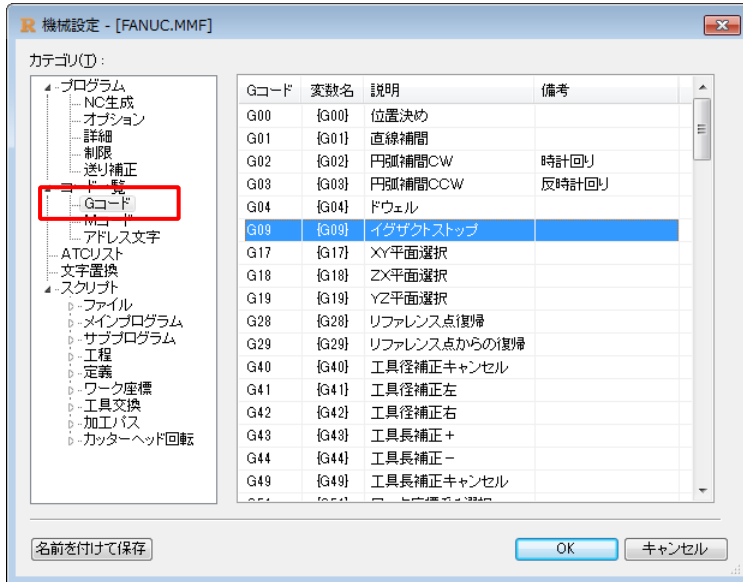 機械設定 - [FANUC.MMF]
カテゴリ(T):
プログラム
NC生成
オプション
詳細
制限
送り補正
コード一覧
Gコード
Mコード
アドレス文字
ATCリスト
文字置換
スクリプト
ファイル
メインプログラム
サブプログラム
工程
定義
ワーク座標
工具交換
加工パス
カッターヘッド回転
Gコード 変数名 説明 備考
G00 {G00} 位置決め
G01 {G01} 直線補間
G02 {G02} 円弧補間CW 時計回り
G03 {G03} 円弧補間CCW 反時計回り
G04 {G04} ドウェル
G09 {G09} イグザクトストップ
G17 {G17} XY平面選択
G18 {G18} ZX平面選択
G19 {G19} YZ平面選択
G28 {G28} リファレンス点復帰
G29 {G29} リファレンス点からの復帰
G40 {G40} 工具径補正キャンセル
G41 {G41} 工具径補正左
G42 {G42} 工具径補正右
G43 {G43} 工具長補正+
G44 {G44} 工具長補正-
G49 {G49} 工具長補正キャンセル
名前を付けて保存
OK
キャンセル